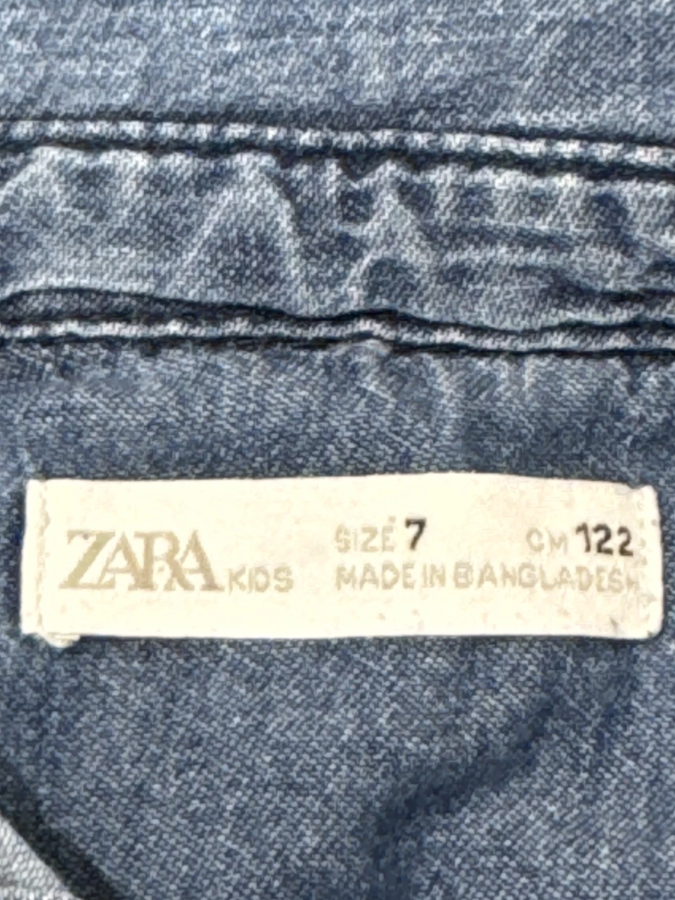 ZARA KIDS SIZE 7 CM 122
MADE IN BANGLADESH